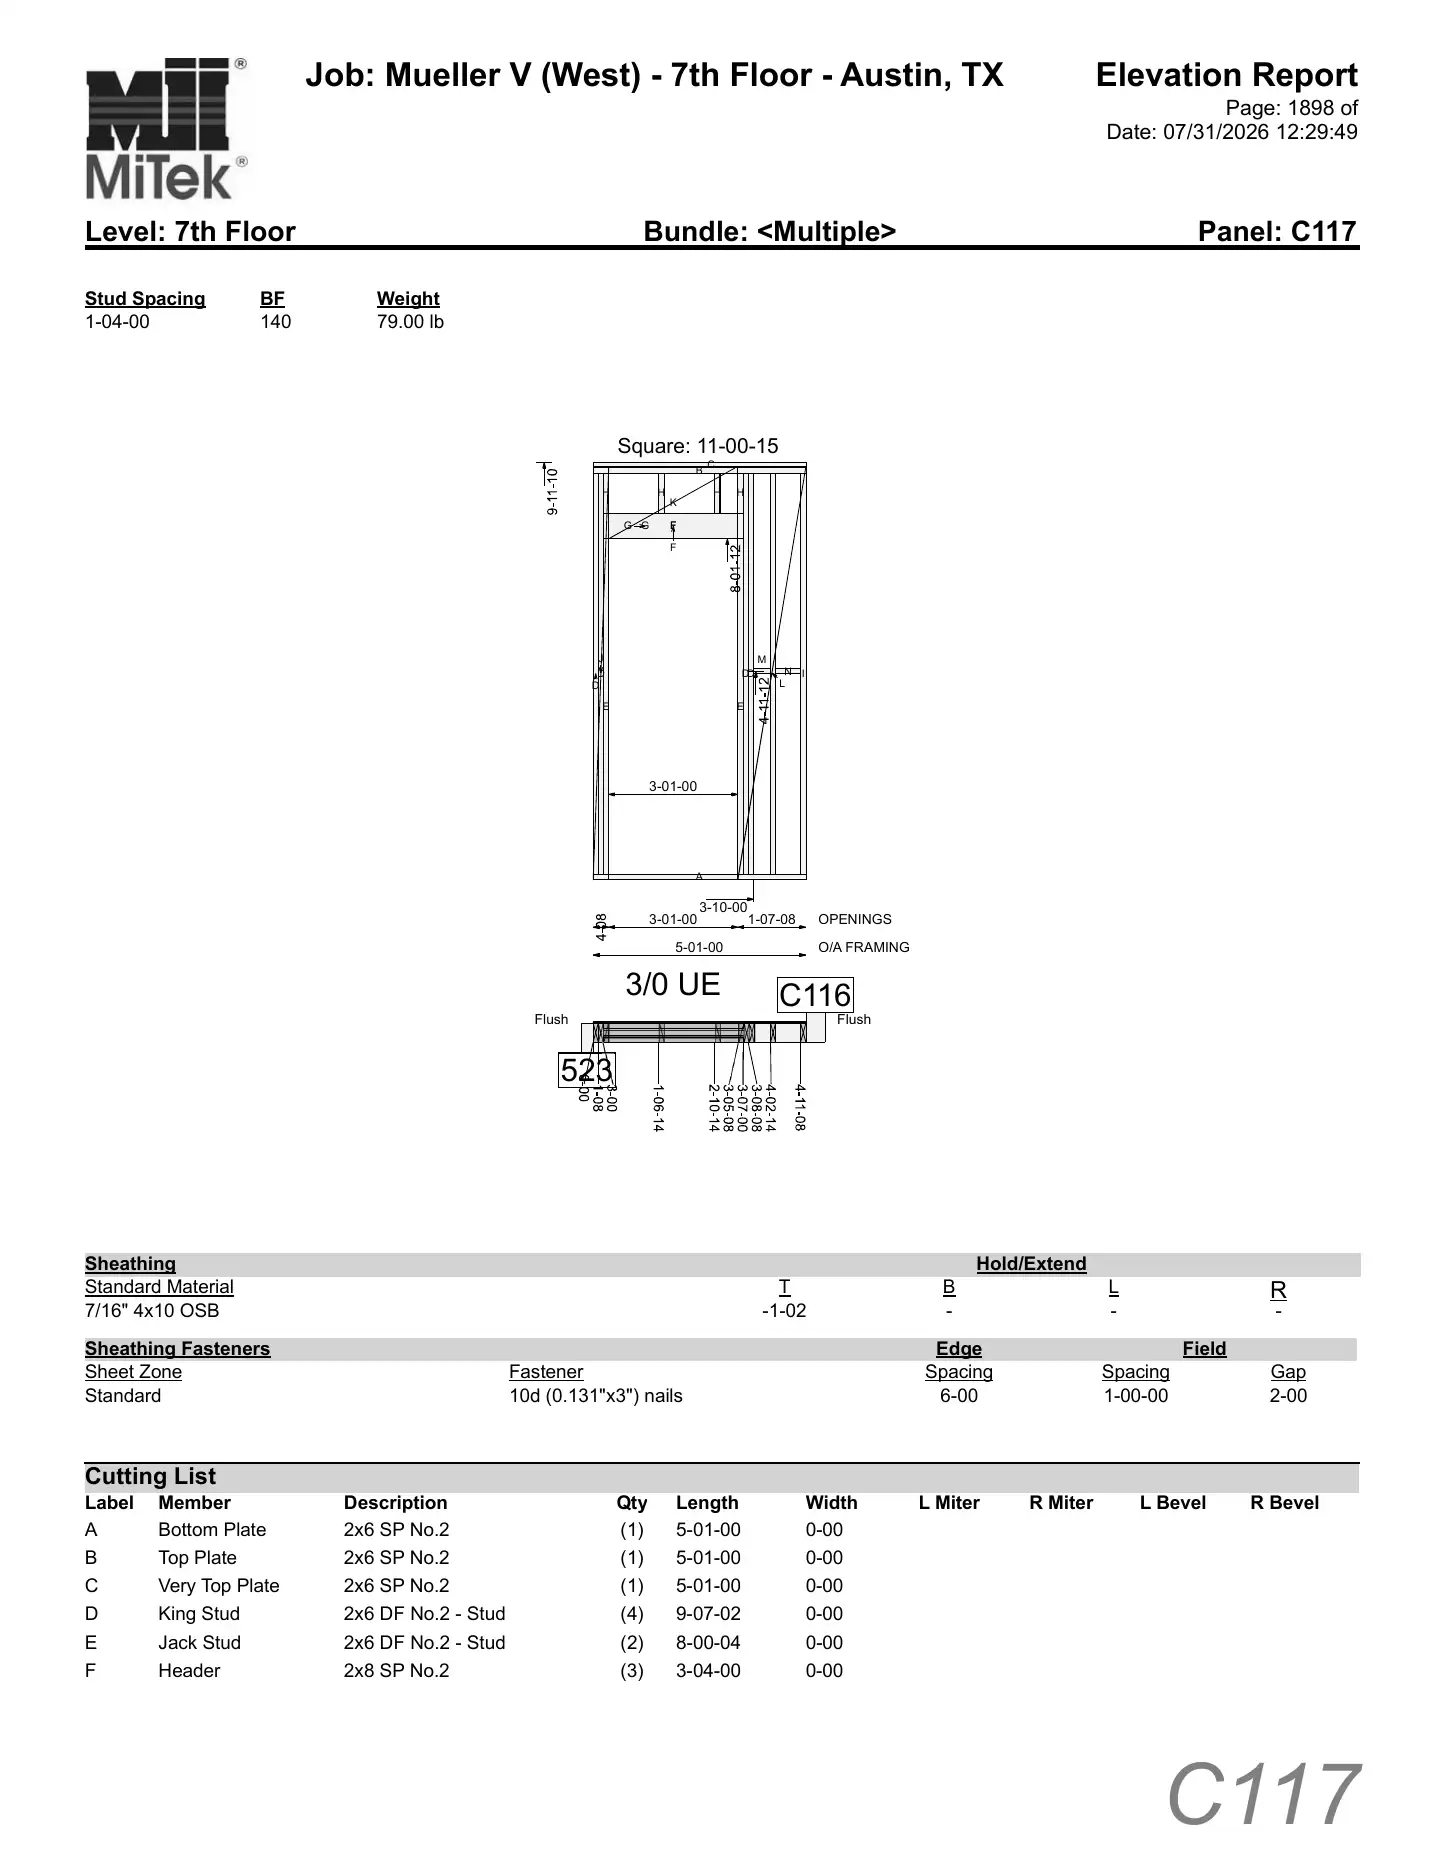 Job: Mueller V (West) - 7th Floor - Austin, TX
Elevation Report
Page: 1898 of
Date: 07/31/2026 12:29:49
MiTek®
Level: 7th Floor Bundle: <Multiple> Panel: C117
Stud Spacing BF Weight
1-04-00 140 79.00 lb
Square: 11-00-15
9-11-10
C
B
H
H
K
G G F
F
8-01-12
M
D N I
L
D
4-11-12
E E
3-01-00
A
3-10-00
4-08 3-01-00 1-07-08 OPENINGS
5-01-00 O/A FRAMING
3/0 UE
C116
Flush Flush
523
1-08 3-00 1-06-14 2-10-14 3-05-08 3-07-00 3-08-08 4-02-14 4-11-08
Sheathing Hold/Extend
Standard Material T B L R
7/16" 4x10 OSB -1-02 - - -
Sheathing Fasteners Edge Field
Sheet Zone Fastener Spacing Spacing Gap
Standard 10d (0.131"x3") nails 6-00 1-00-00 2-00
Cutting List
Label Member Description Qty Length Width L Miter R Miter L Bevel R Bevel
A Bottom Plate 2x6 SP No.2 (1) 5-01-00 0-00
B Top Plate 2x6 SP No.2 (1) 5-01-00 0-00
C Very Top Plate 2x6 SP No.2 (1) 5-01-00 0-00
D King Stud 2x6 DF No.2 - Stud (4) 9-07-02 0-00
E Jack Stud 2x6 DF No.2 - Stud (2) 8-00-04 0-00
F Header 2x8 SP No.2 (3) 3-04-00 0-00
C117